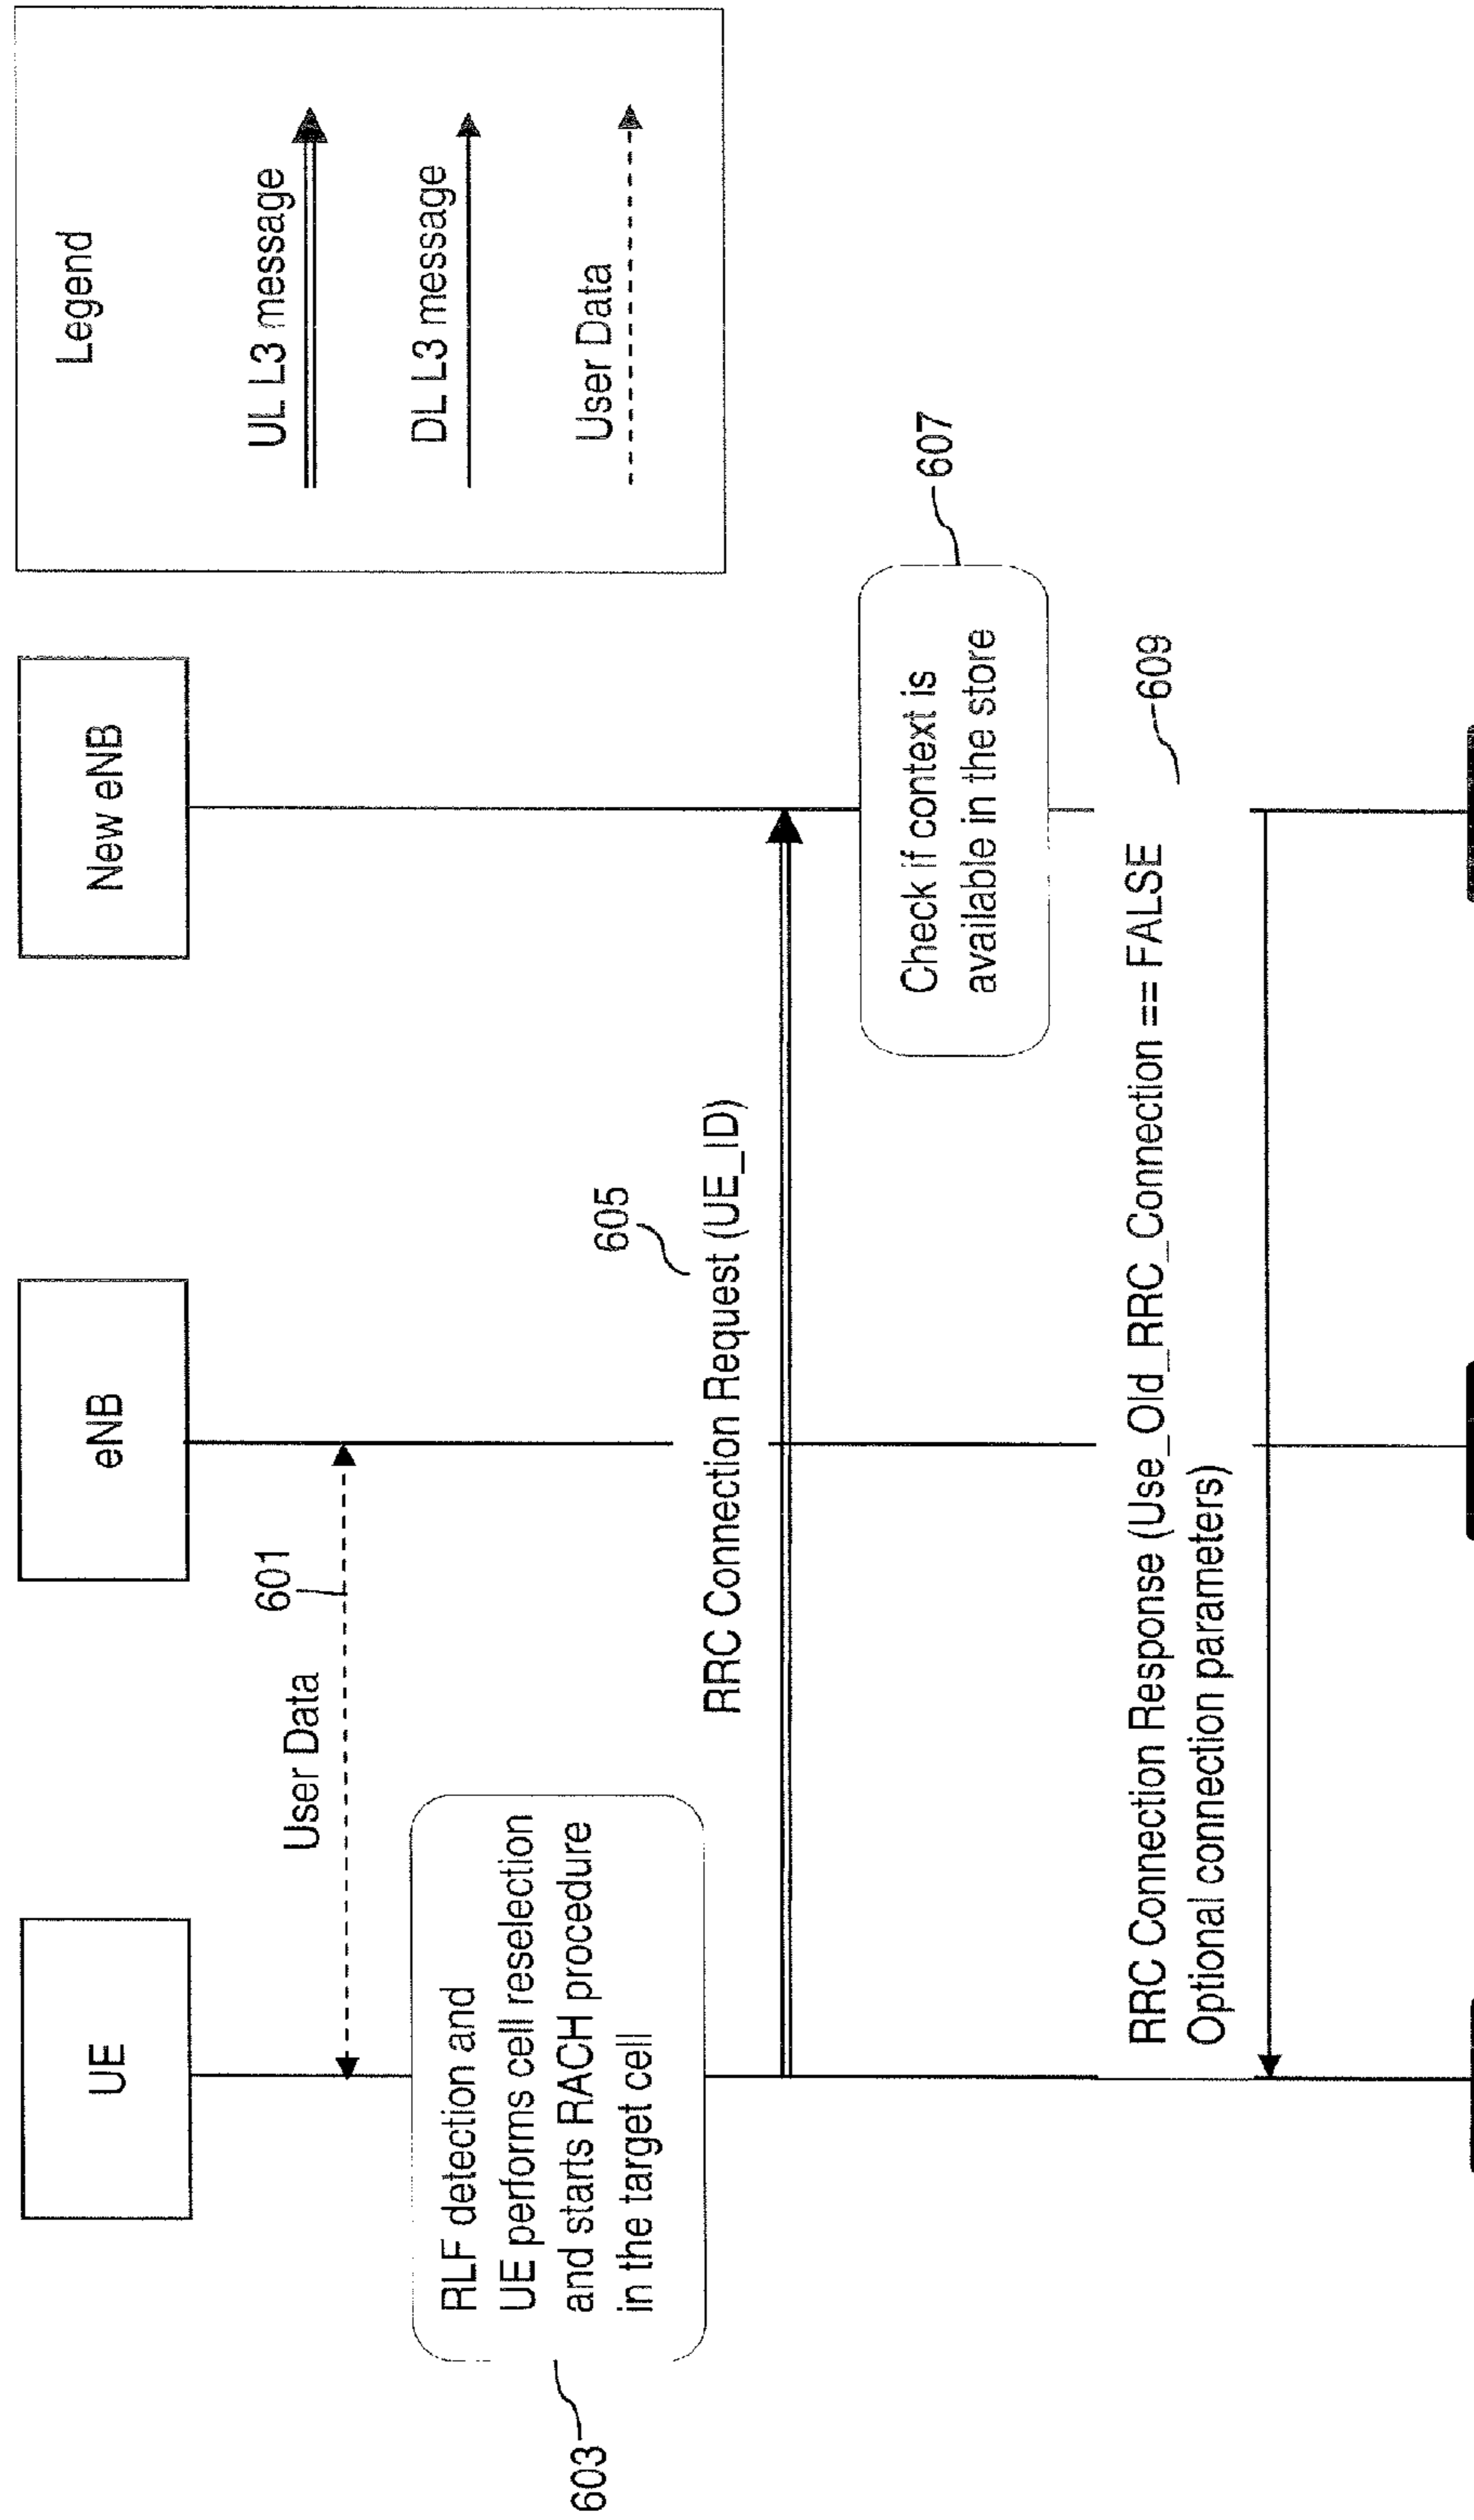 UE
eNB
New eNB
Legend
UL L3 message
DL L3 message
User Data
User Data
601
RLF detection and
UE performs cell reselection
and starts RACH procedure
in the target cell
603
605
RRC Connection Request (UE_ID)
Check if context is
available in the store
607
RRC Connection Response (Use_Old_RRC_Connection == FALSE
Optional connection parameters)
609